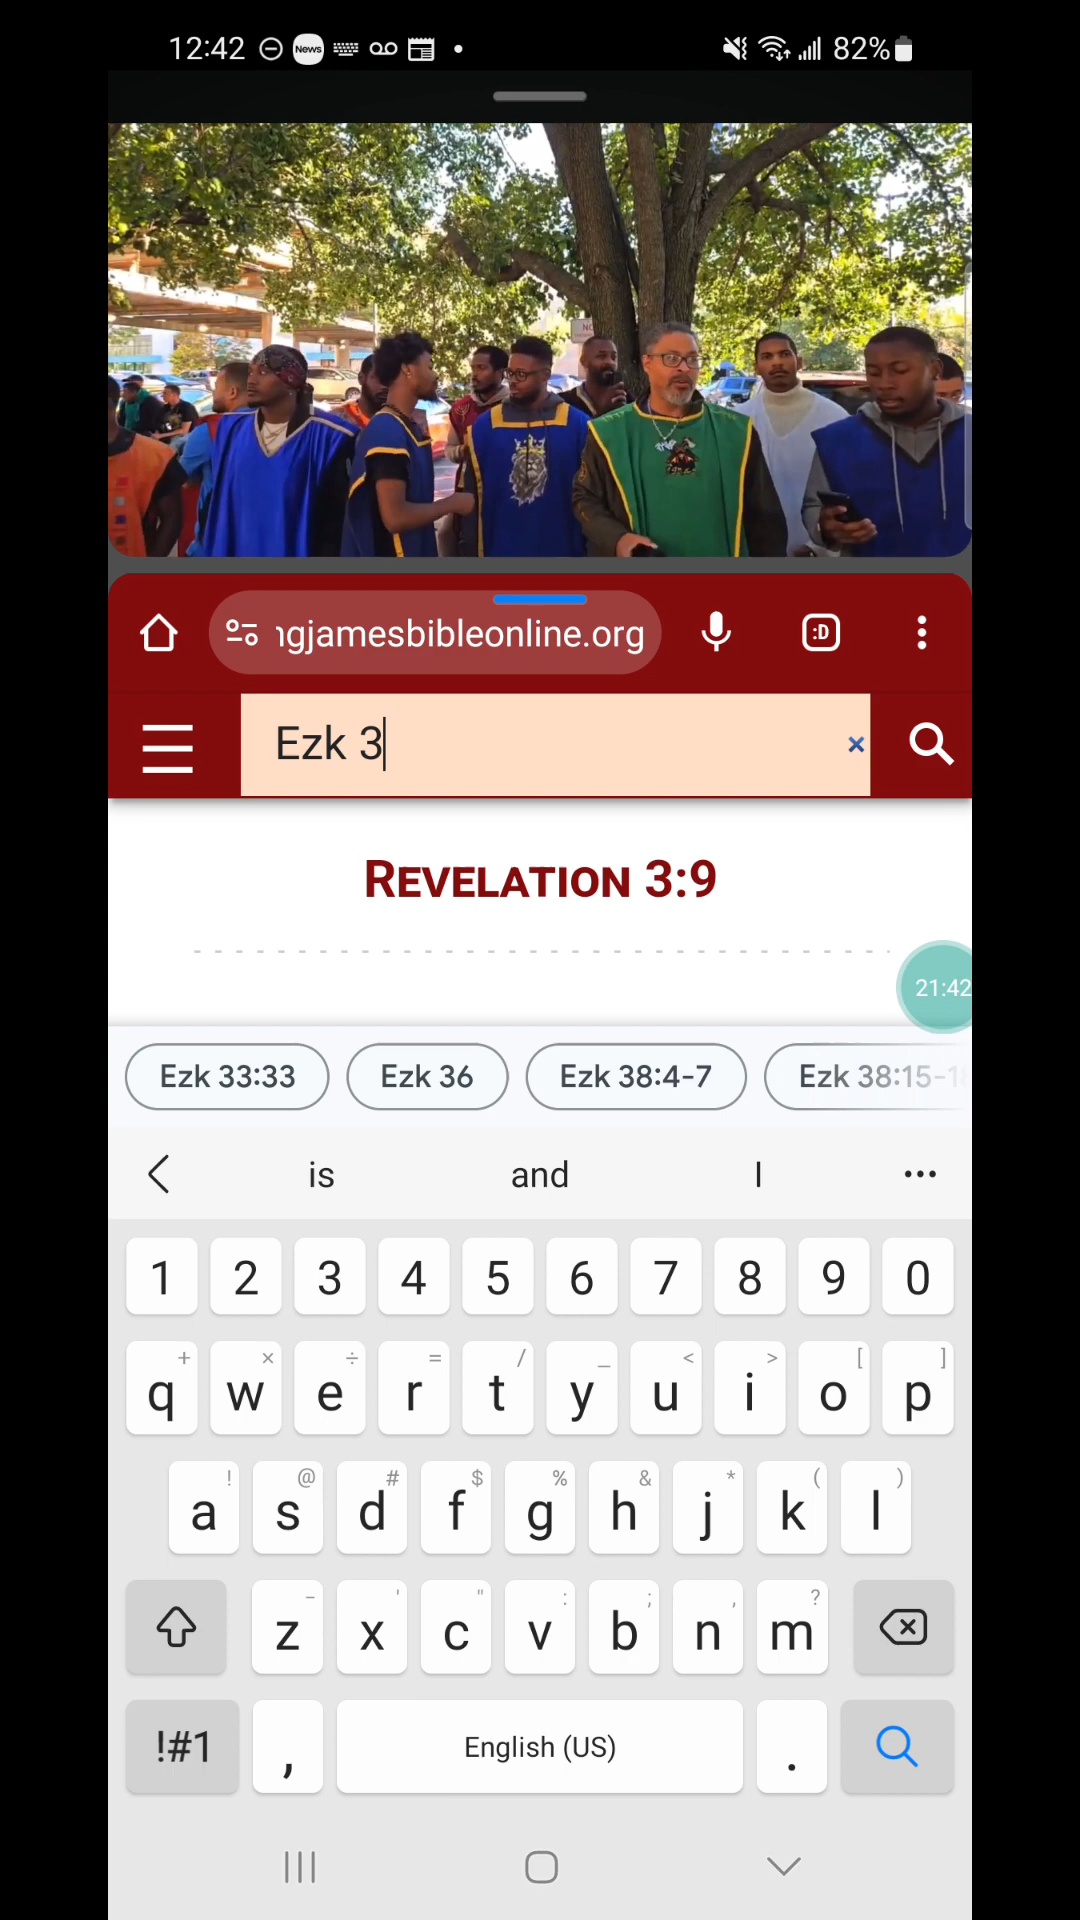 12:42 News 82%
ngjamesbibleonline.org :D
Ezk 3 ×
REVELATION 3:9
21:42
Ezk 33:33 Ezk 36 Ezk 38:4-7 Ezk 38:15-1
is and I ...
1 2 3 4 5 6 7 8 9 0
+ × ÷ = / _ < > [ ]
q w e r t y u i o p
! @ # $ % & * ( )
a s d f g h j k l
- ' " : ; , ?
z x c v b n m
!#1 , English (US) .